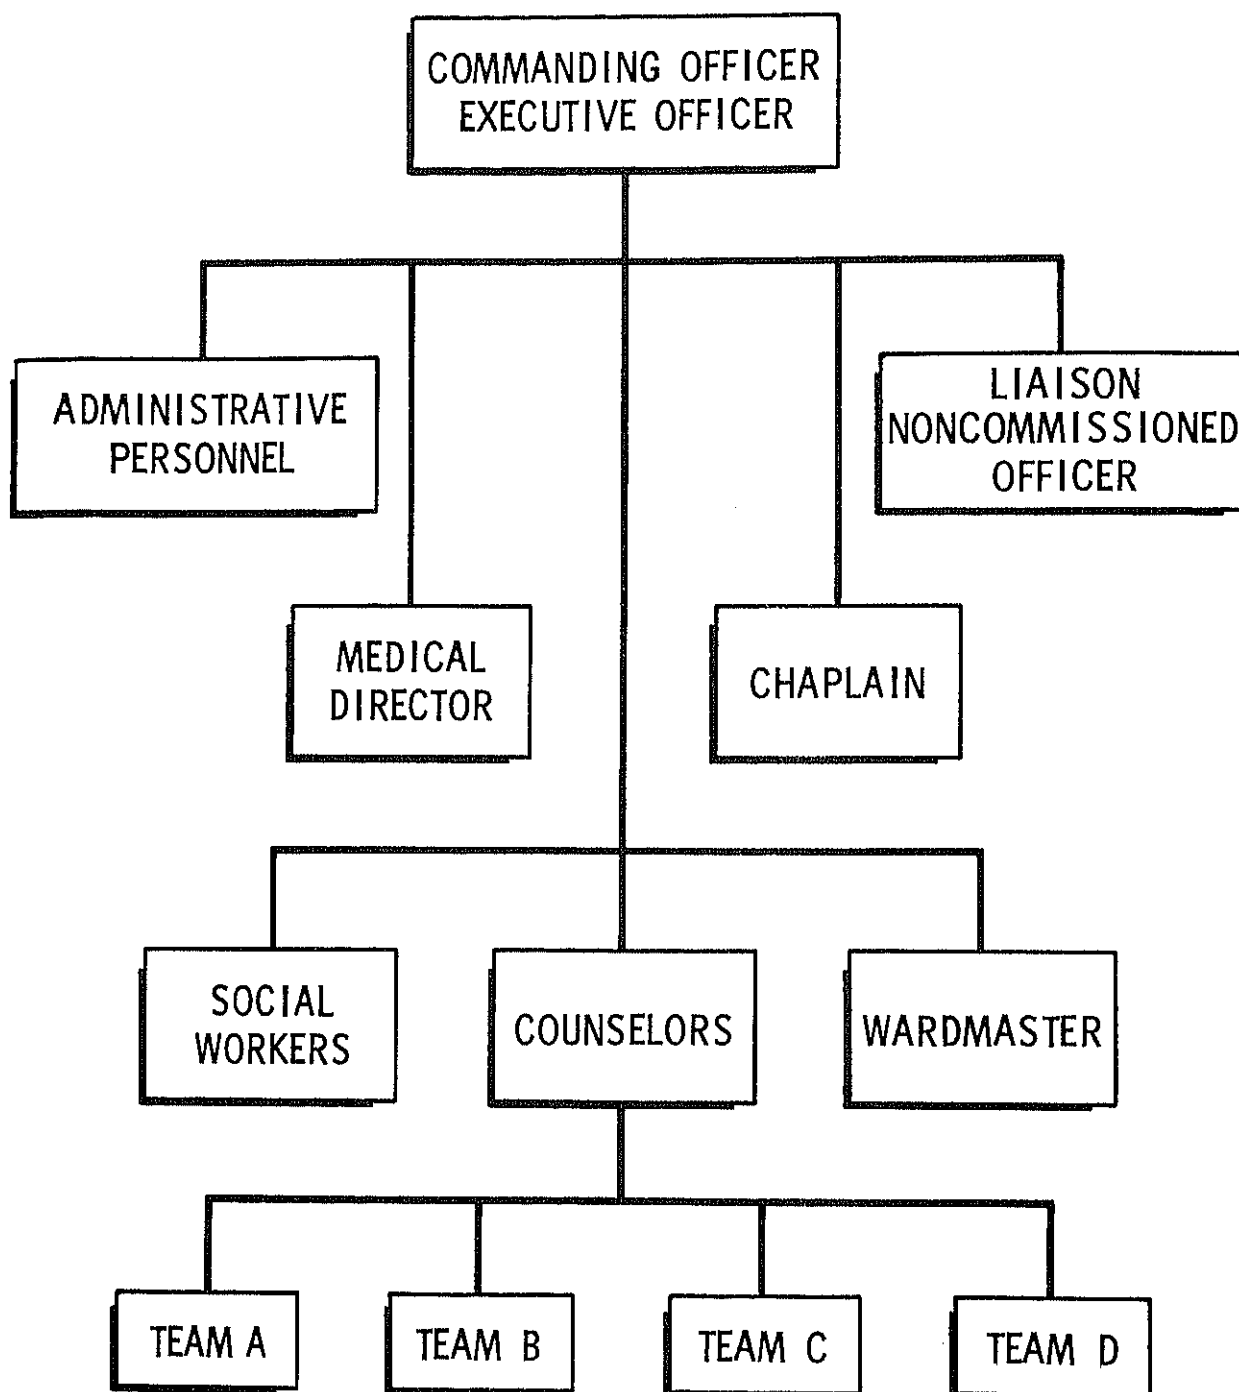 COMMANDING OFFICER
EXECUTIVE OFFICER
ADMINISTRATIVE
PERSONNEL
LIAISON
NONCOMMISSIONED
OFFICER
MEDICAL
DIRECTOR
CHAPLAIN
SOCIAL
WORKERS
COUNSELORS
WARDMASTER
TEAM A
TEAM B
TEAM C
TEAM D